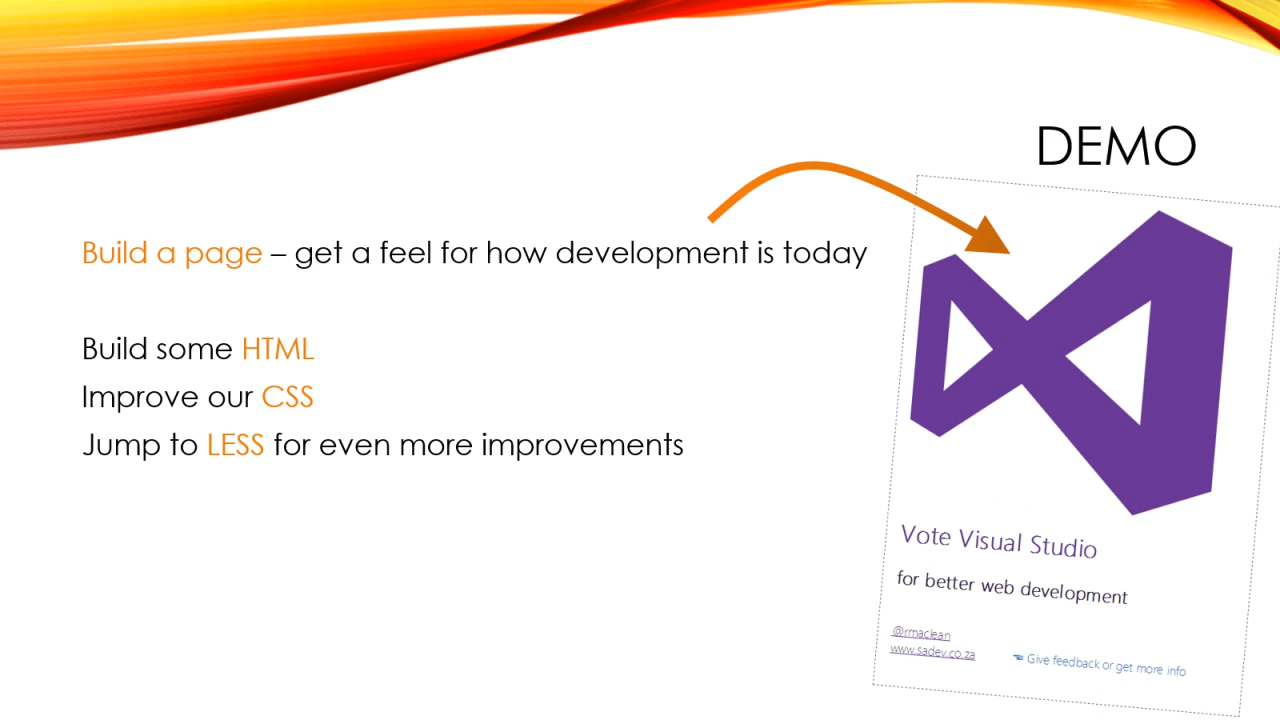 DEMO
Build a page – get a feel for how development is today
Build some HTML
Improve our CSS
Jump to LESS for even more improvements
Vote Visual Studio
for better web development
@rmaclean
www.sadev.co.za
Give feedback or get more info